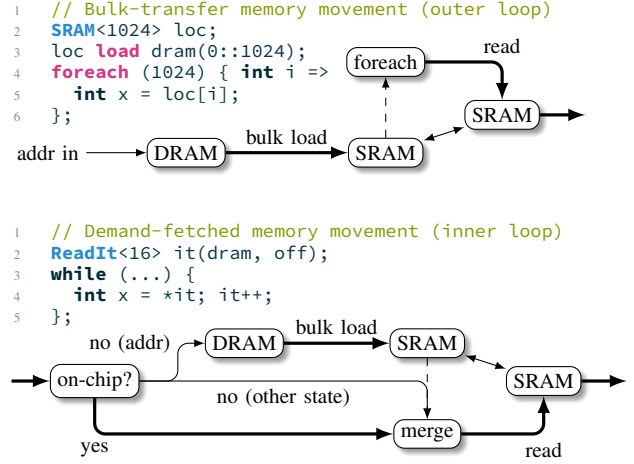 1 // Bulk-transfer memory movement (outer loop)
2 SRAM<1024> loc;
3 loc load dram(0::1024);
4 foreach (1024) { int i =>
5 int x = loc[i];
6 };
foreach
read
SRAM
addr in
DRAM
bulk load
SRAM
1 // Demand-fetched memory movement (inner loop)
2 ReadIt<16> it(dram, off);
3 while (...) {
4 int x = *it; it++;
5 };
no (addr)
DRAM
bulk load
SRAM
on-chip?
no (other state)
SRAM
yes
merge
read